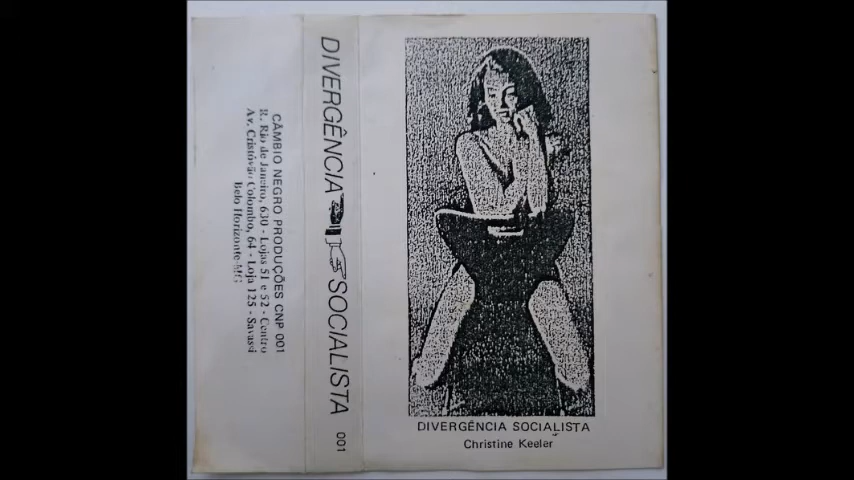 CÂMBIO NEGRO PRODUÇÕES CNP 001
R. Rio de Janeiro, 630 - Lojas 51 e 52 - Centro
Av. Cristóvão Colombo, 64 - Loja 125 - Savassi
Belo Horizonte-MG
DIVERGÊNCIA SOCIALISTA 001
DIVERGÊNCIA SOCIALISTA
Christine Keeler